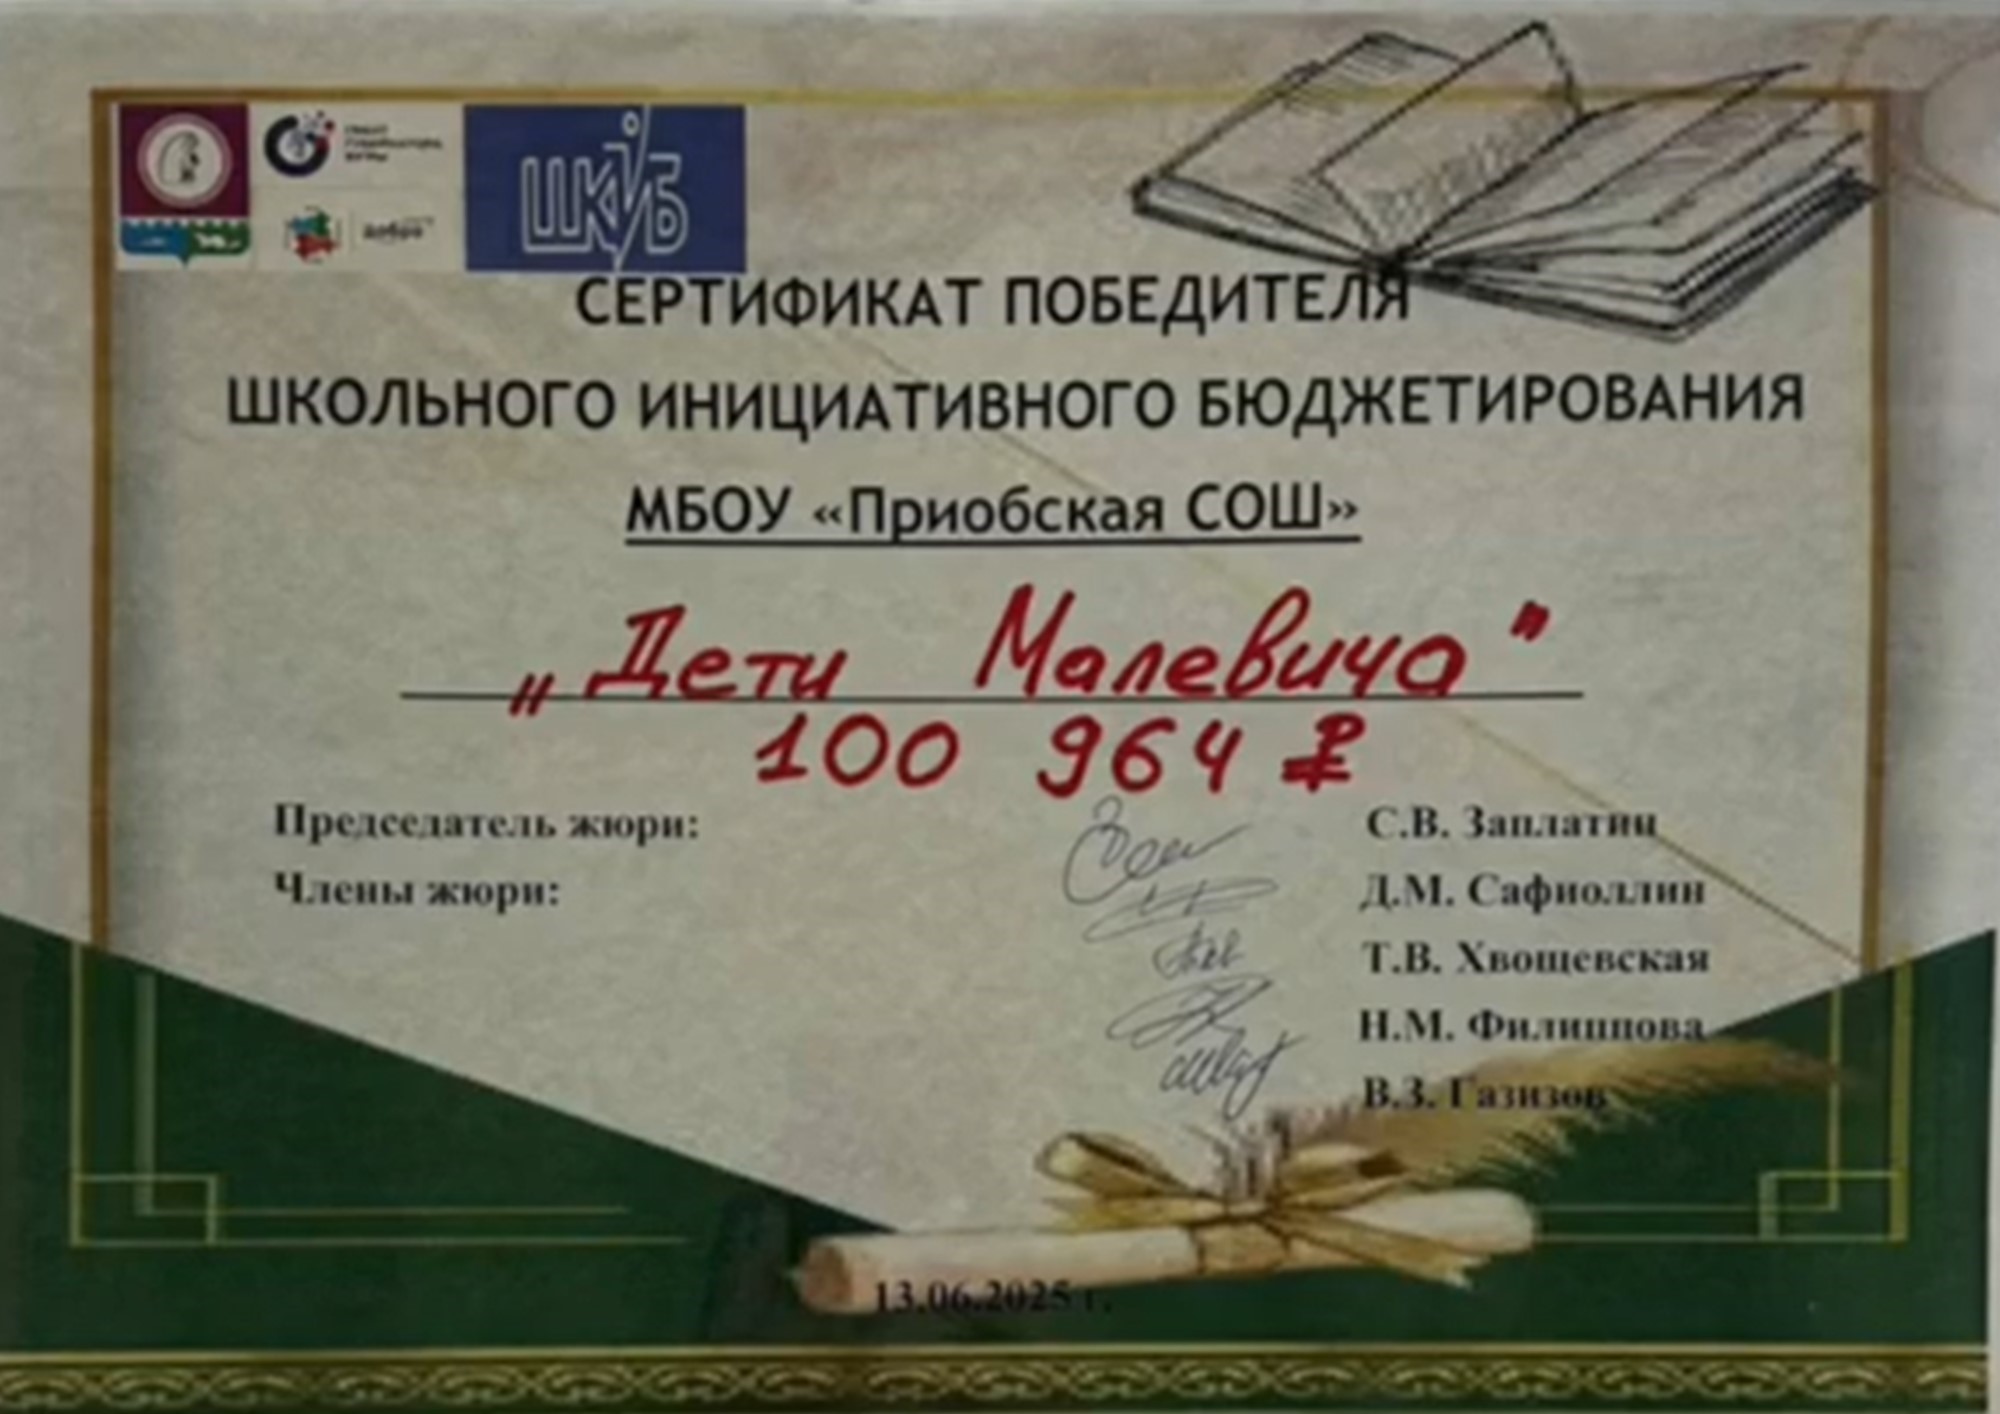 ШКиБ
добро
СЕРТИФИКАТ ПОБЕДИТЕЛЯ
ШКОЛЬНОГО ИНИЦИАТИВНОГО БЮДЖЕТИРОВАНИЯ
МБОУ «Приобская СОШ»
„Дети Малевича"
100 964 ₽
Председатель жюри: С.В. Заплатин
Члены жюри: Д.М. Сафиоллин
Т.В. Хвощевская
Н.М. Филиппова
В.З. Газизов
13.06.2025 г.